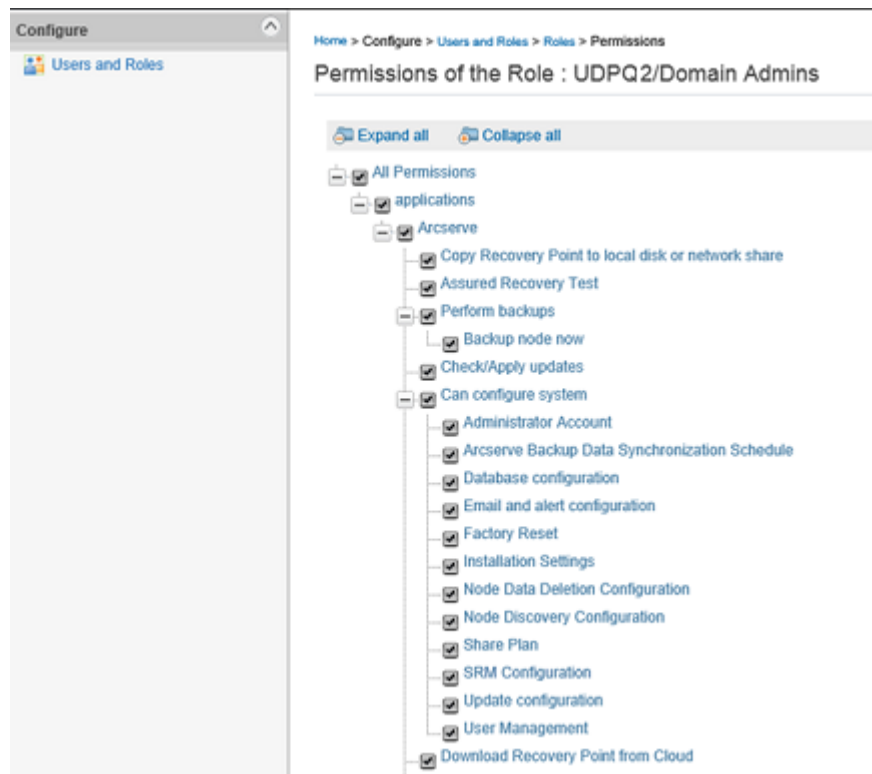 Configure
Users and Roles
Home > Configure > Users and Roles > Roles > Permissions
Permissions of the Role : UDPQ2/Domain Admins
Expand all Collapse all
All Permissions
applications
Arcserve
Copy Recovery Point to local disk or network share
Assured Recovery Test
Perform backups
Backup node now
Check/Apply updates
Can configure system
Administrator Account
Arcserve Backup Data Synchronization Schedule
Database configuration
Email and alert configuration
Factory Reset
Installation Settings
Node Data Deletion Configuration
Node Discovery Configuration
Share Plan
SRM Configuration
Update configuration
User Management
Download Recovery Point from Cloud